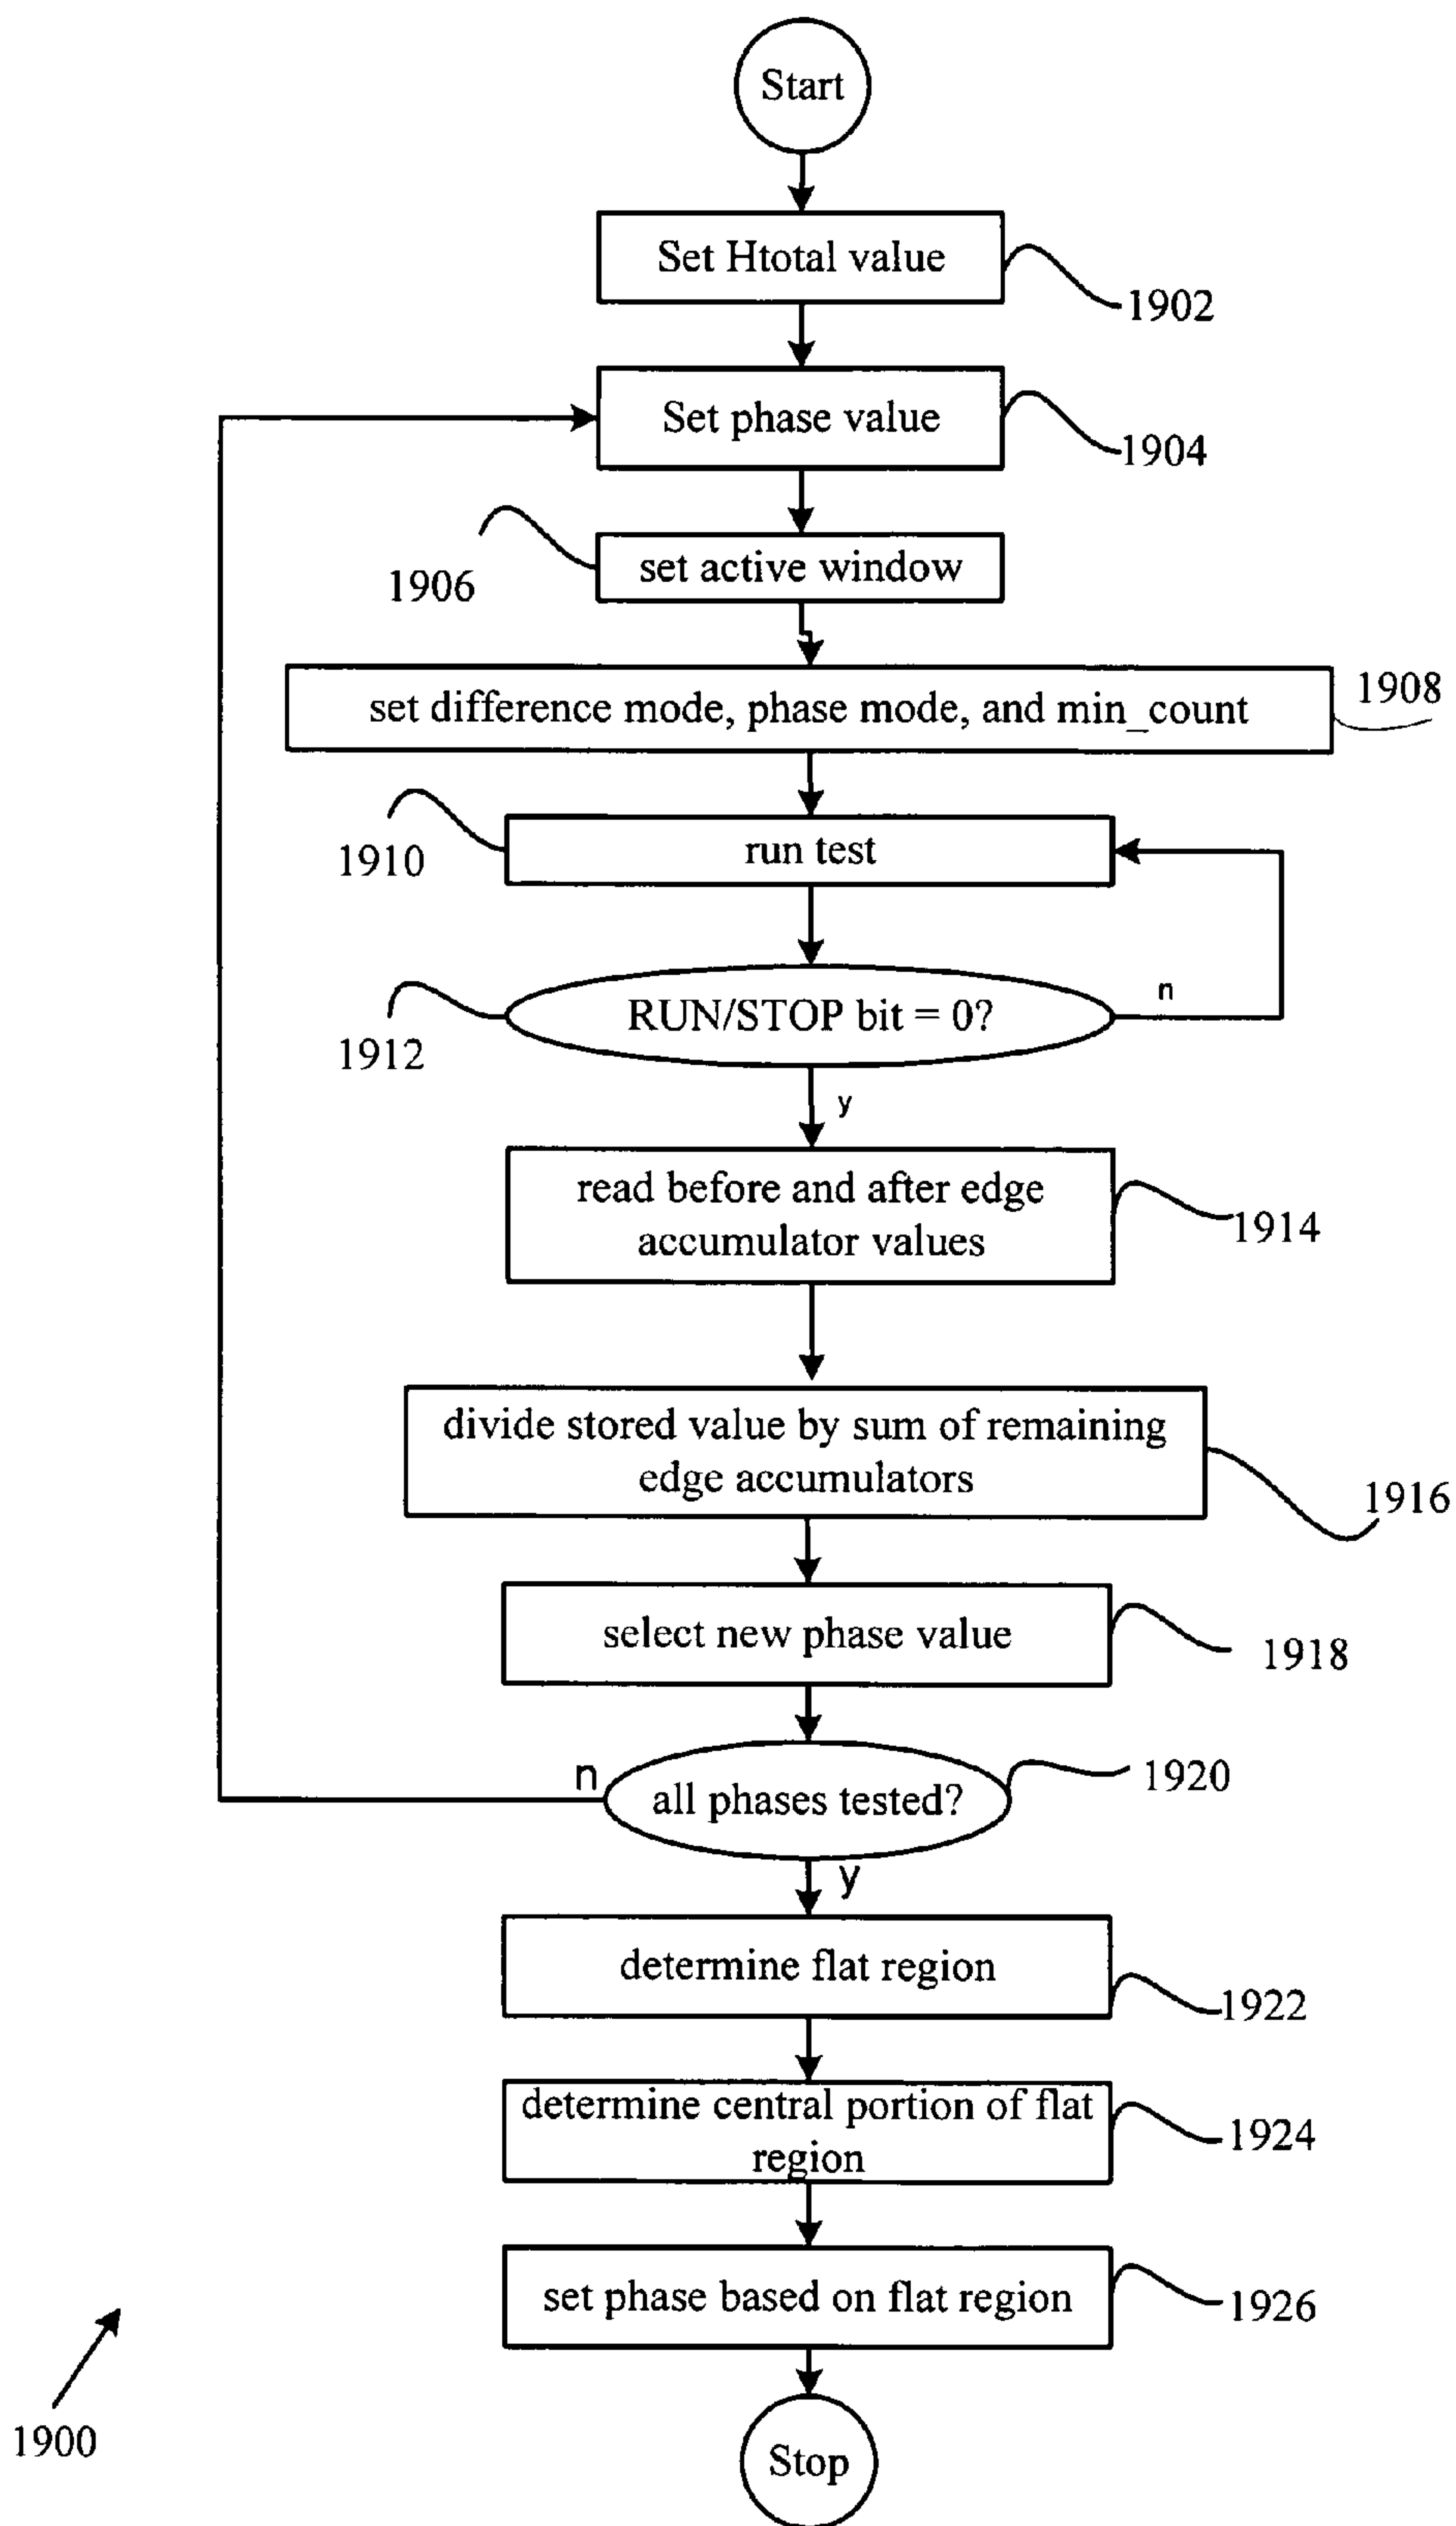 Start
Set Htotal value
1902
Set phase value
1904
set active window
1906
set difference mode, phase mode, and min_count
1908
run test
1910
RUN/STOP bit = 0?
n
1912
y
read before and after edge
accumulator values
1914
divide stored value by sum of remaining
edge accumulators
1916
select new phase value
1918
n
all phases tested?
1920
y
determine flat region
1922
determine central portion of flat
region
1924
set phase based on flat region
1926
Stop
1900